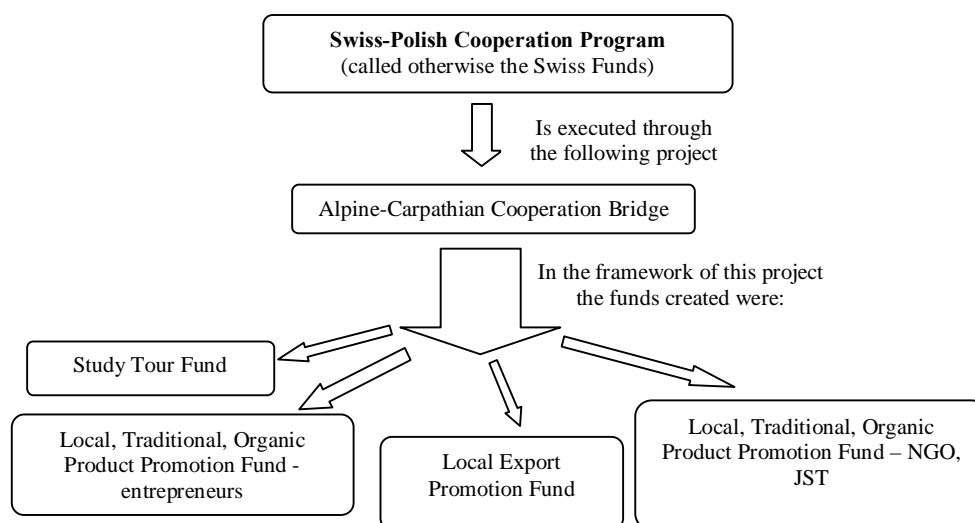 Swiss-Polish Cooperation Program
(called otherwise the Swiss Funds)
Is executed through
the following project
Alpine-Carpathian Cooperation Bridge
In the framework of this project
the funds created were:
Study Tour Fund
Local, Traditional, Organic
Product Promotion Fund -
entrepreneurs
Local Export
Promotion Fund
Local, Traditional, Organic
Product Promotion Fund – NGO,
JST